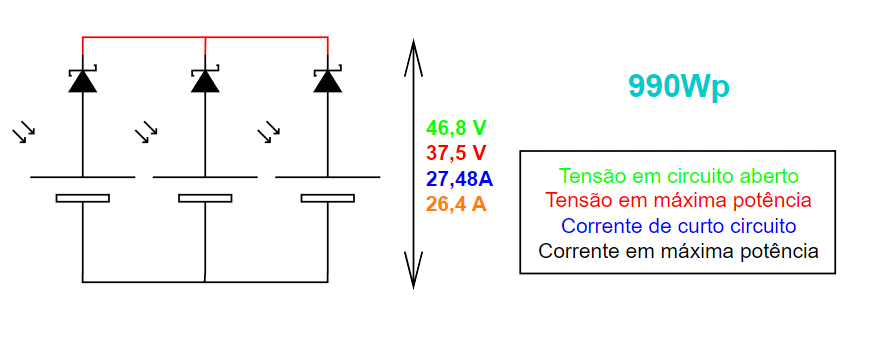 990Wp
46,8 V
37,5 V
27,48A
26,4 A
Tensão em circuito aberto
Tensão em máxima potência
Corrente de curto circuito
Corrente em máxima potência